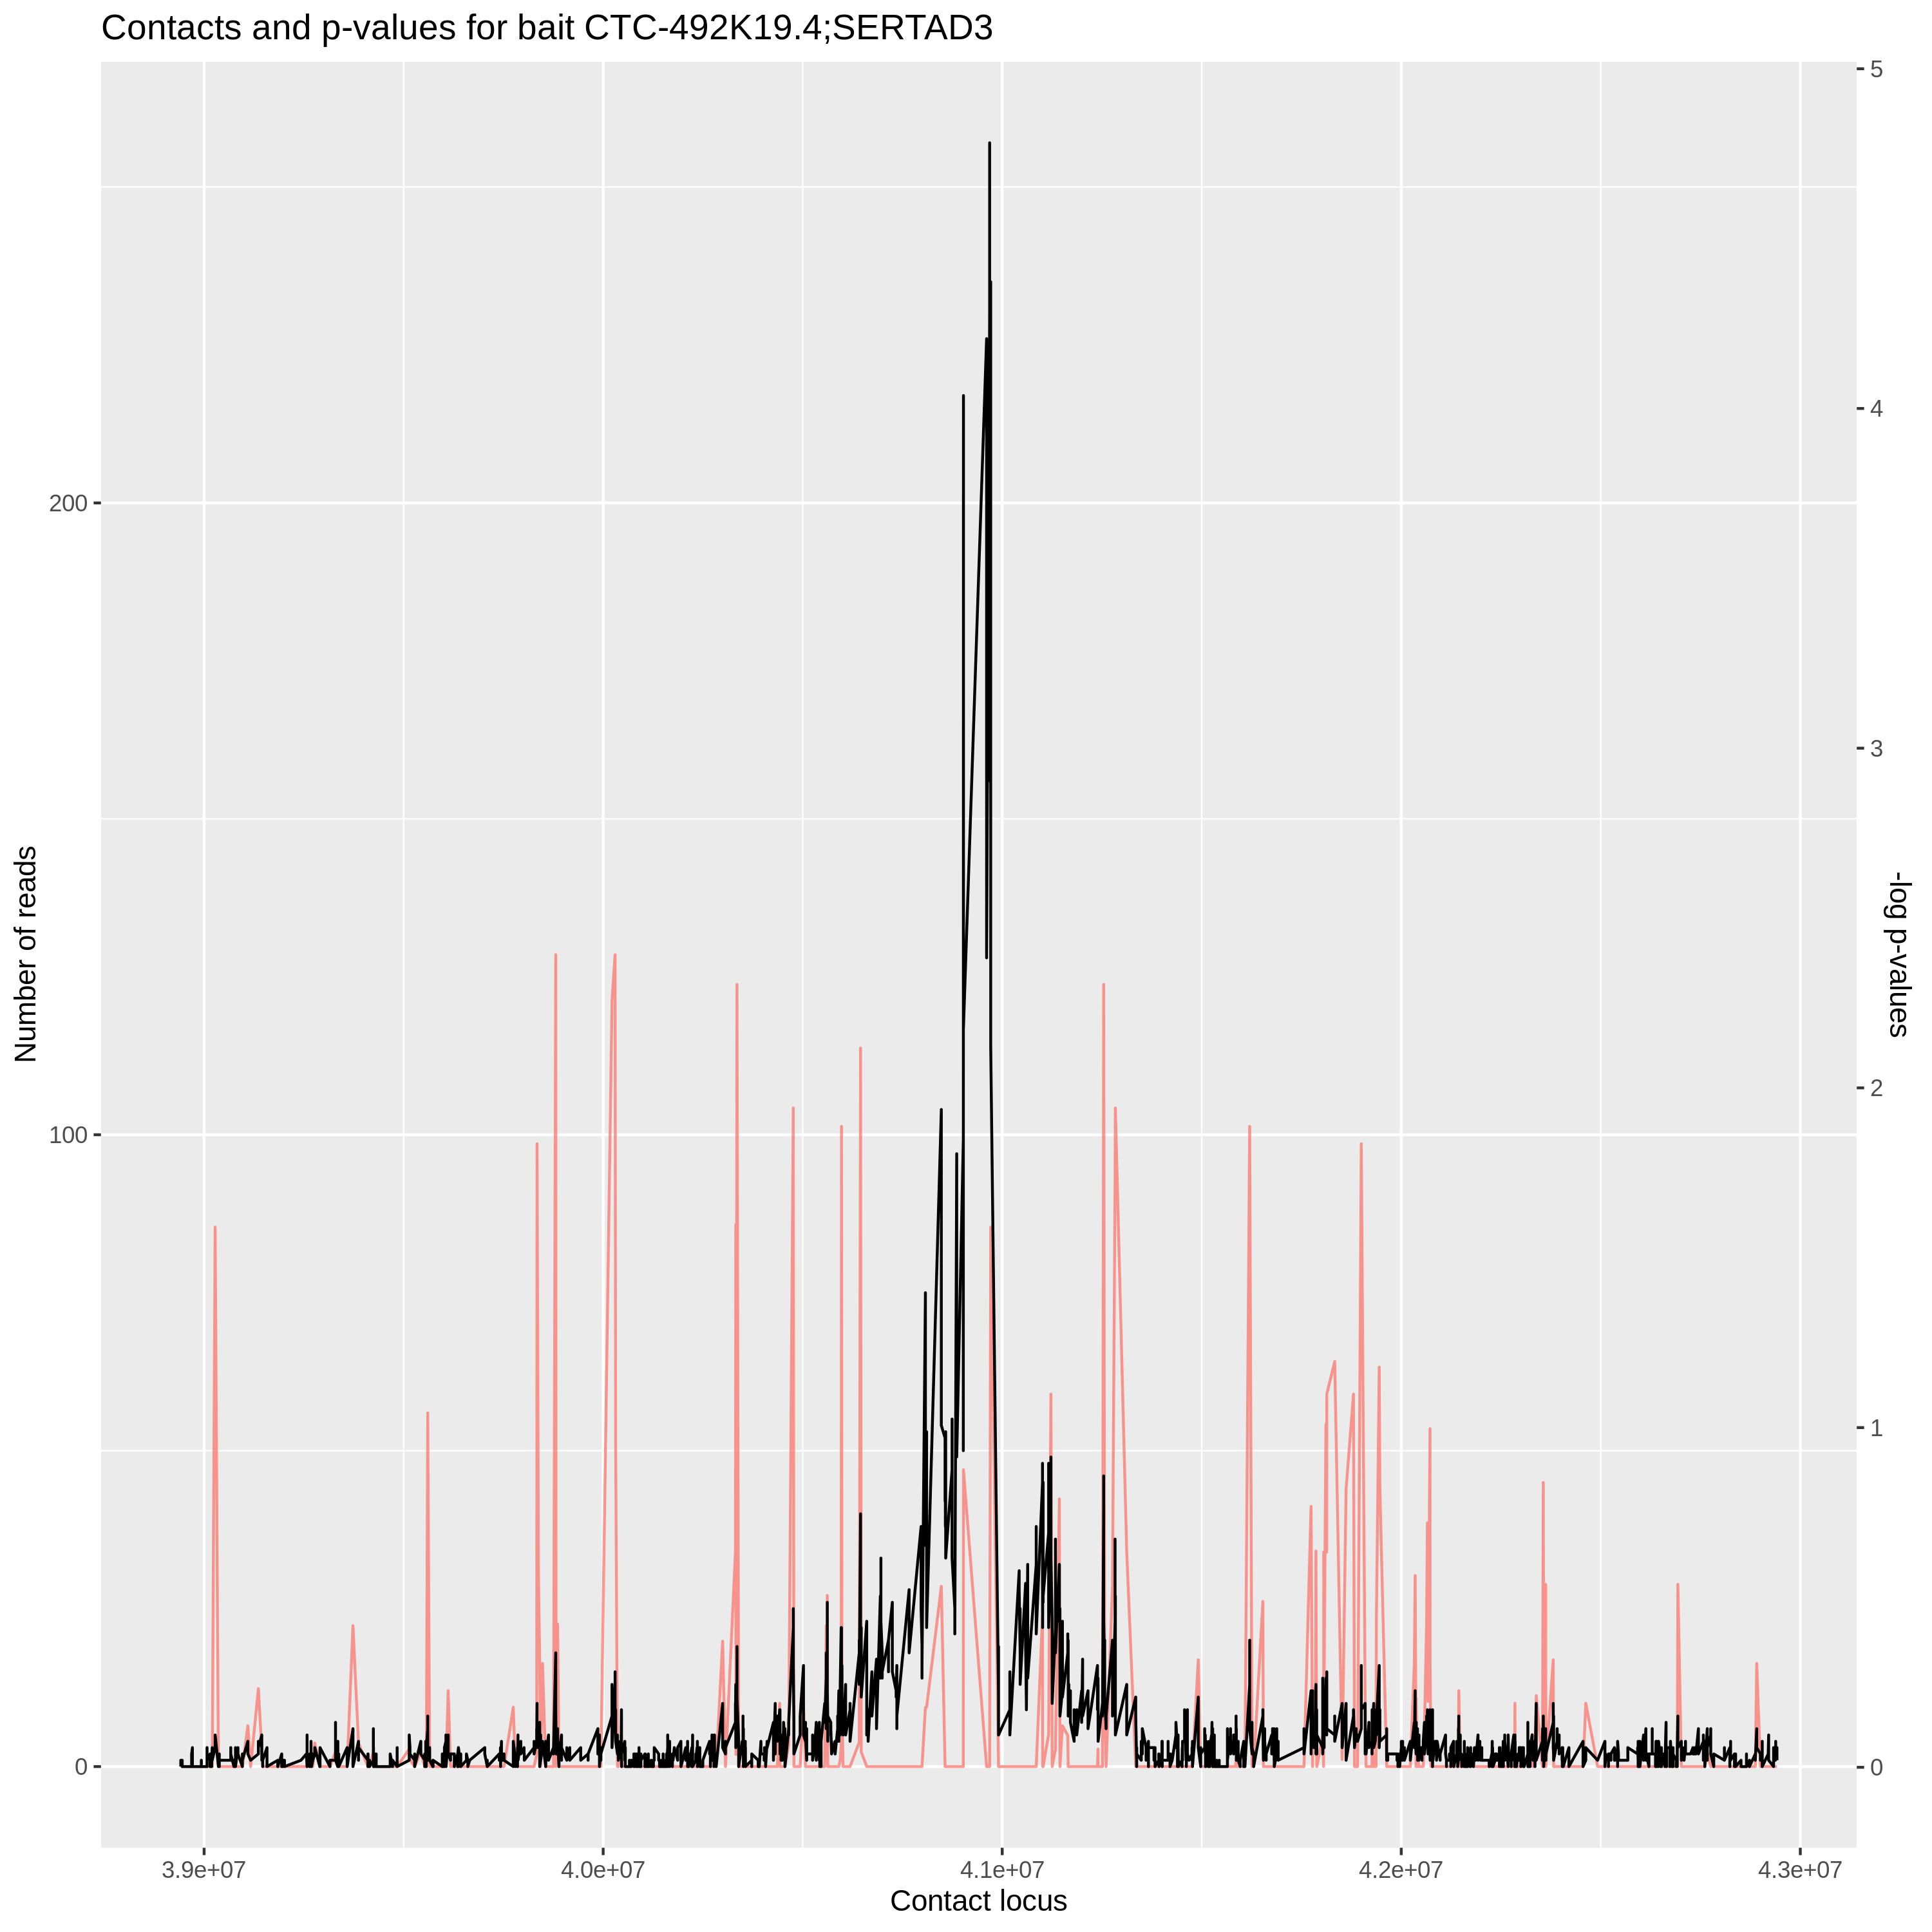 Contacts and p-values for bait CTC-492K19.4;SERTAD3
Number of reads
200
100
0
5
4
3
2
1
0
-log p-values
3.9e+07 4.0e+07 4.1e+07 4.2e+07 4.3e+07
Contact locus